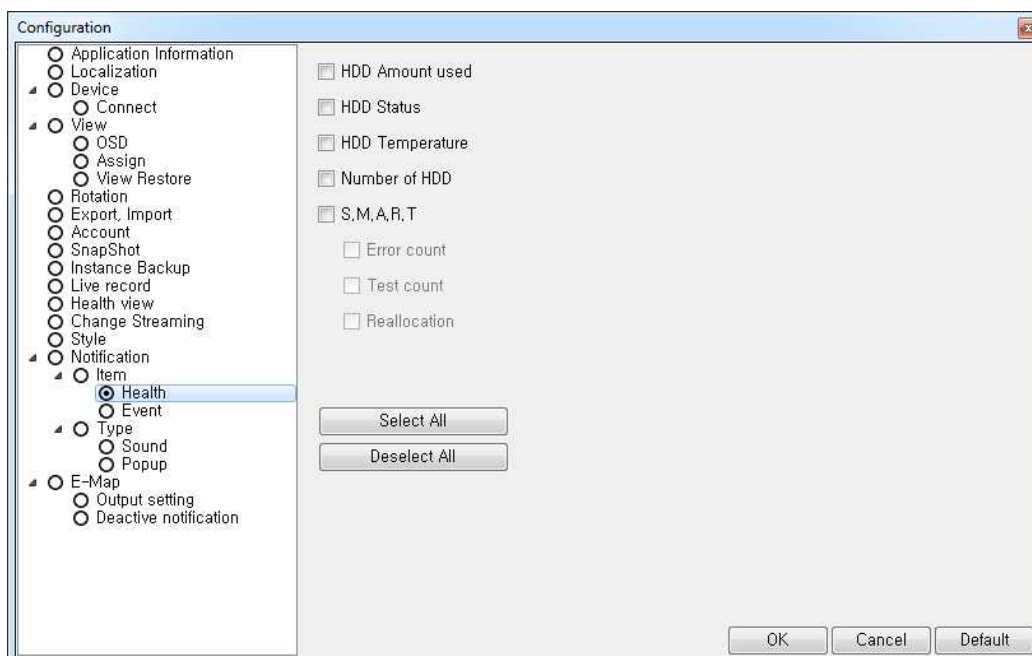 Configuration
Application Information
Localization
Device
Connect
View
OSD
Assign
View Restore
Rotation
Export, Import
Account
SnapShot
Instance Backup
Live record
Health view
Change Streaming
Style
Notification
Item
Health
Event
Type
Sound
Popup
E-Map
Output setting
Deactive notification
HDD Amount used
HDD Status
HDD Temperature
Number of HDD
S,M,A,R,T
Error count
Test count
Reallocation
Select All
Deselect All
OK
Cancel
Default